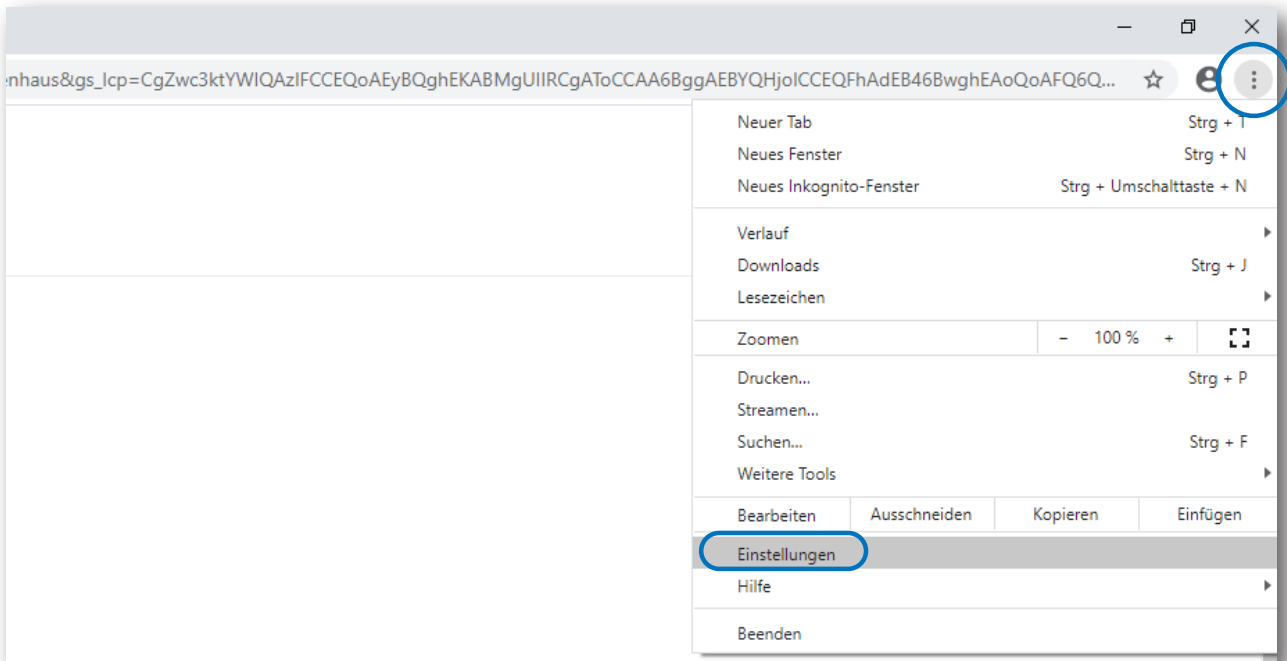 enhaus&gs_lcp=CgZwc3ktYWIQAzIFCCEQoAEyBQghEKABMgUIIRCgAToCCAA6BggAEBYQHjoICCEQFhAdEB46BwghEAoQoAFQ6Q...
Neuer Tab Strg + T
Neues Fenster Strg + N
Neues Inkognito-Fenster Strg + Umschalttaste + N
Verlauf
Downloads Strg + J
Lesezeichen
Zoomen - 100 % +
Drucken... Strg + P
Streamen...
Suchen... Strg + F
Weitere Tools
Bearbeiten Ausschneiden Kopieren Einfügen
Einstellungen
Hilfe
Beenden